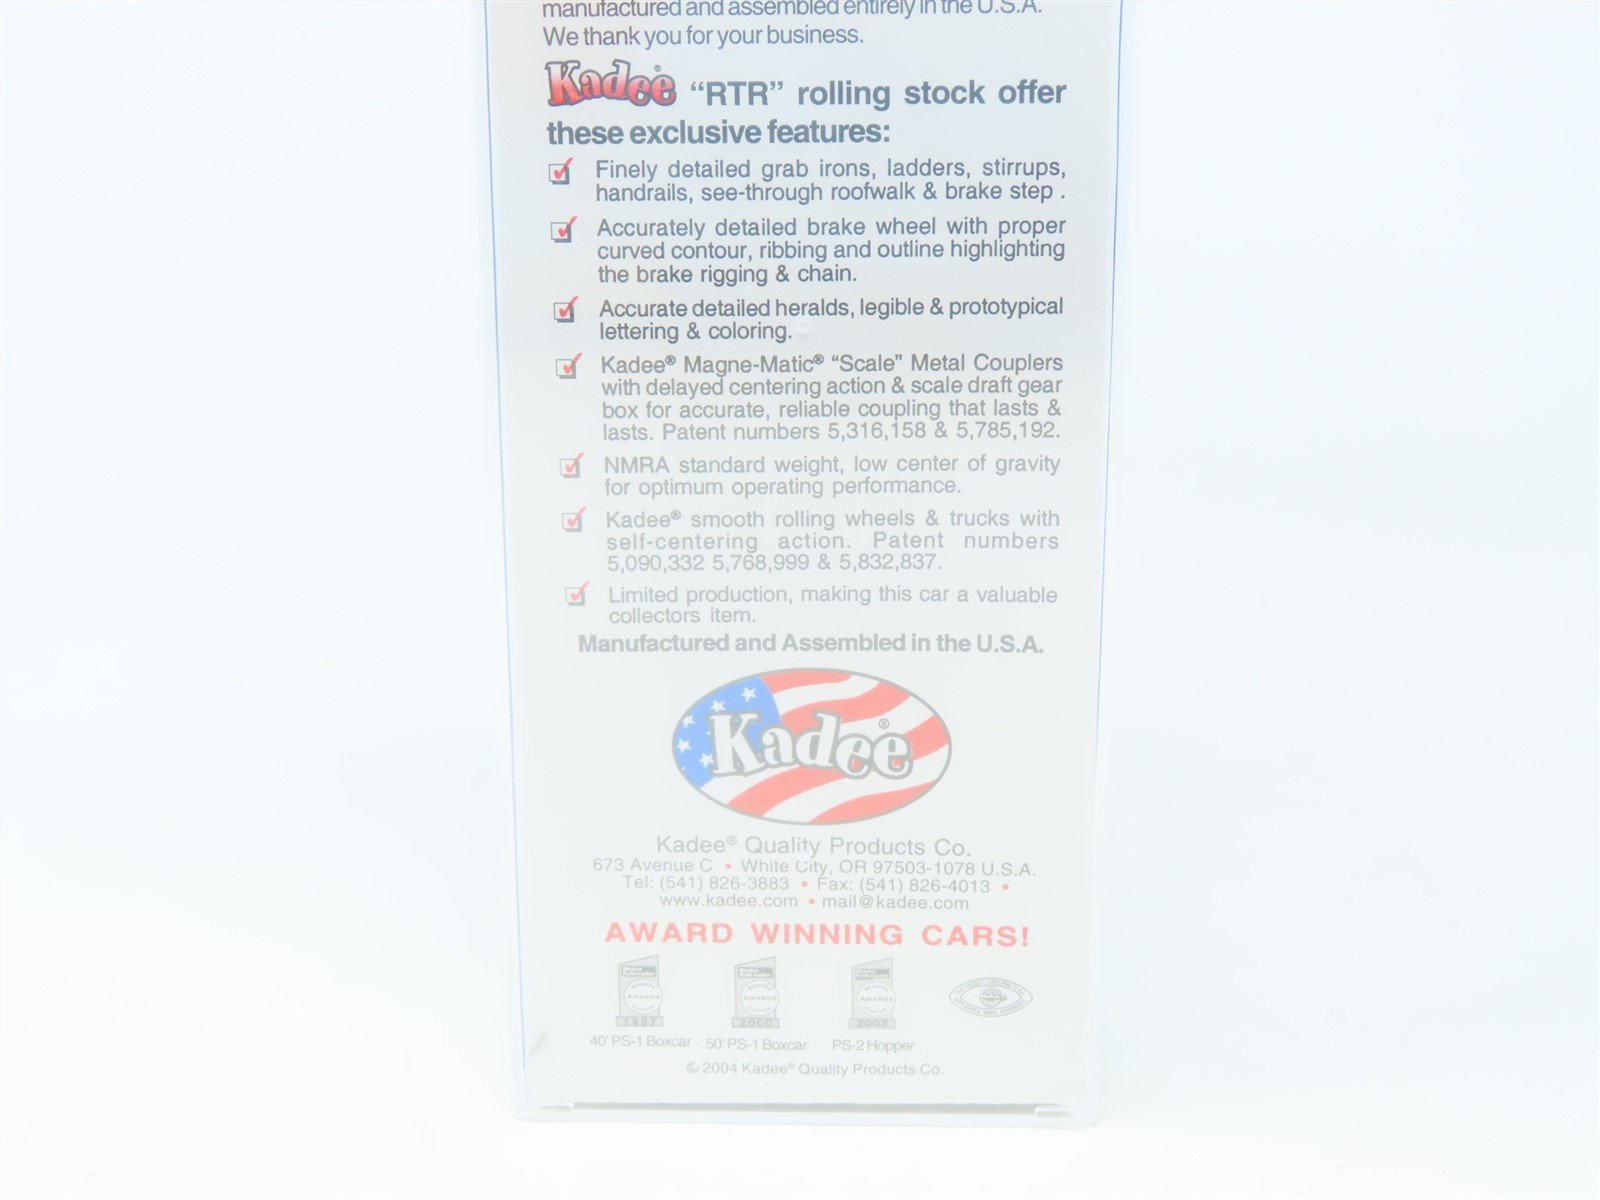 manufactured and assembled entirely in the U.S.A.
We thank you for your business.
Kadee® “RTR” rolling stock offer
these exclusive features:
Finely detailed grab irons, ladders, stirrups,
handrails, see-through roofwalk & brake step .
Accurately detailed brake wheel with proper
curved contour, ribbing and outline highlighting
the brake rigging & chain.
Accurate detailed heralds, legible & prototypical
lettering & coloring.
Kadee® Magne-Matic® “Scale” Metal Couplers
with delayed centering action & scale draft gear
box for accurate, reliable coupling that lasts &
lasts. Patent numbers 5,316,158 & 5,785,192.
NMRA standard weight, low center of gravity
for optimum operating performance.
Kadee® smooth rolling wheels & trucks with
self-centering action. Patent numbers
5,090,332 5,768,999 & 5,832,837.
Limited production, making this car a valuable
collectors item.
Manufactured and Assembled in the U.S.A.
Kadee®
Kadee® Quality Products Co.
673 Avenue C • White City, OR 97503-1078 U.S.A.
Tel: (541) 826-3883 • Fax: (541) 826-4013 •
www.kadee.com • mail@kadee.com
AWARD WINNING CARS!
READERS AWARDS CHOICE
1997
READERS AWARDS CHOICE
2000
READERS AWARDS CHOICE
2003
40' PS-1 Boxcar 50' PS-1 Boxcar PS-2 Hopper
© 2004 Kadee® Quality Products Co.